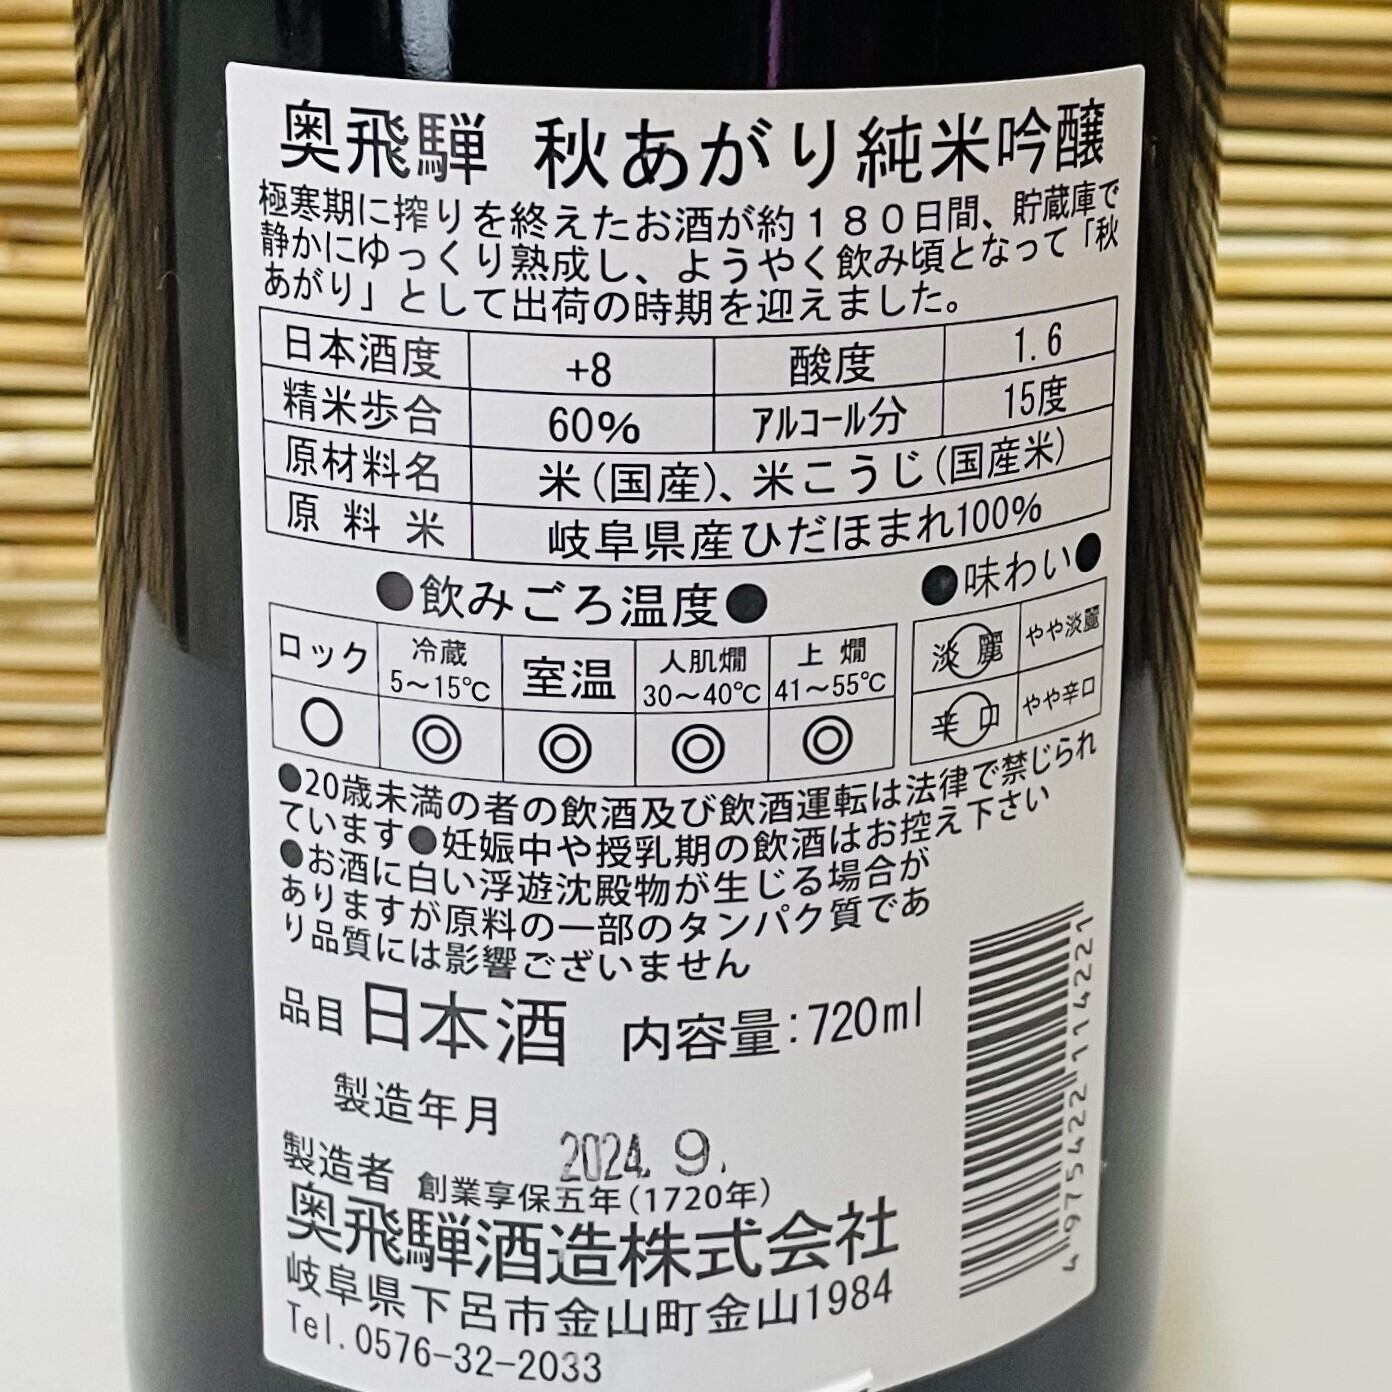 奥飛騨 秋あがり純米吟醸
極寒期に搾りを終えたお酒が約180日間、貯蔵庫で
静かにゆっくり熟成し、ようやく飲み頃となって「秋
あがり」として出荷の時期を迎えました。
日本酒度 +8 酸度 1.6
精米歩合 60% アルコール分 15度
原材料名 米(国産)、米こうじ(国産米)
原料米 岐阜県産ひだほまれ100%
●飲みごろ温度● ●味わい●
ロック 冷蔵 5～15℃ 室温 人肌燗 30～40℃ 上燗 41～55℃ 淡麗 やや淡麗
○ ◎ ◎ ◎ ◎ 辛口 やや辛口
●20歳未満の者の飲酒及び飲酒運転は法律で禁じられ
ています●妊娠中や授乳期の飲酒はお控え下さい
●お酒に白い浮遊沈殿物が生じる場合が
ありますが原料の一部のタンパク質であ
り品質には影響ございません
品目 日本酒 内容量:720ml
製造年月
2024.9.
製造者 創業享保五年(1720年)
奥飛騨酒造株式会社
岐阜県下呂市金山町金山1984
Tel.0576-32-2033
4975422114221